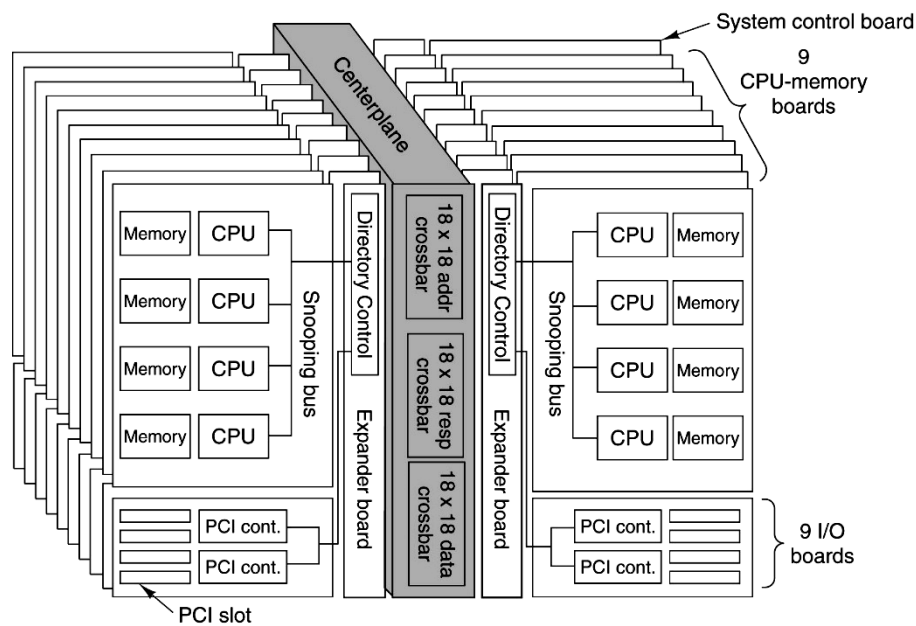 System control board
9
CPU-memory
boards
Centerplane
Memory
CPU
Memory
CPU
Memory
CPU
Memory
CPU
Snooping bus
Directory Control
Expander board
18 x 18 addr
crossbar
18 x 18 resp
crossbar
18 x 18 data
crossbar
Directory Control
Expander board
Snooping bus
CPU
Memory
CPU
Memory
CPU
Memory
CPU
Memory
PCI cont.
PCI cont.
PCI slot
PCI cont.
PCI cont.
9 I/O
boards